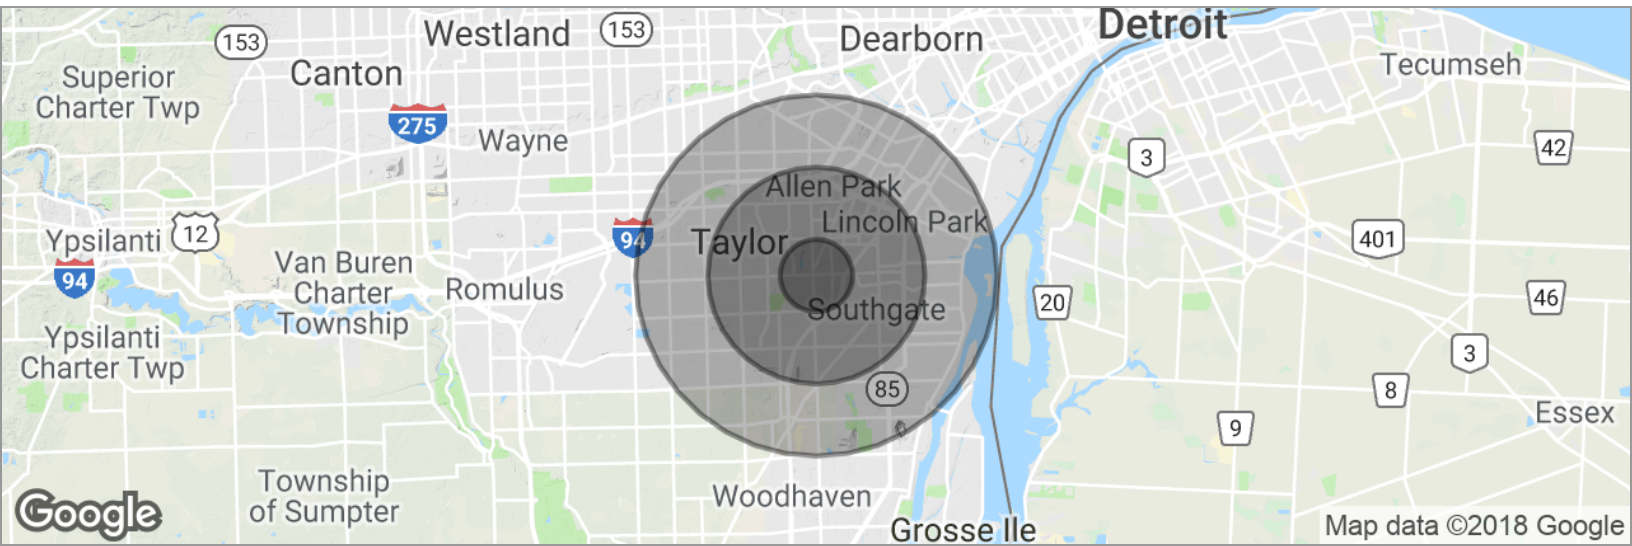 Detroit
153
Westland
153
Dearborn
Tecumseh
Canton
Superior
Charter Twp
275
Wayne
3
42
Allen Park
Lincoln Park
Ypsilanti
12
94
Taylor
401
94
Van Buren
Charter
Township
Romulus
20
46
Southgate
Ypsilanti
Charter Twp
3
85
8
9
Essex
Township
of Sumpter
Woodhaven
Google
Grosse Ile
Map data ©2018 Google